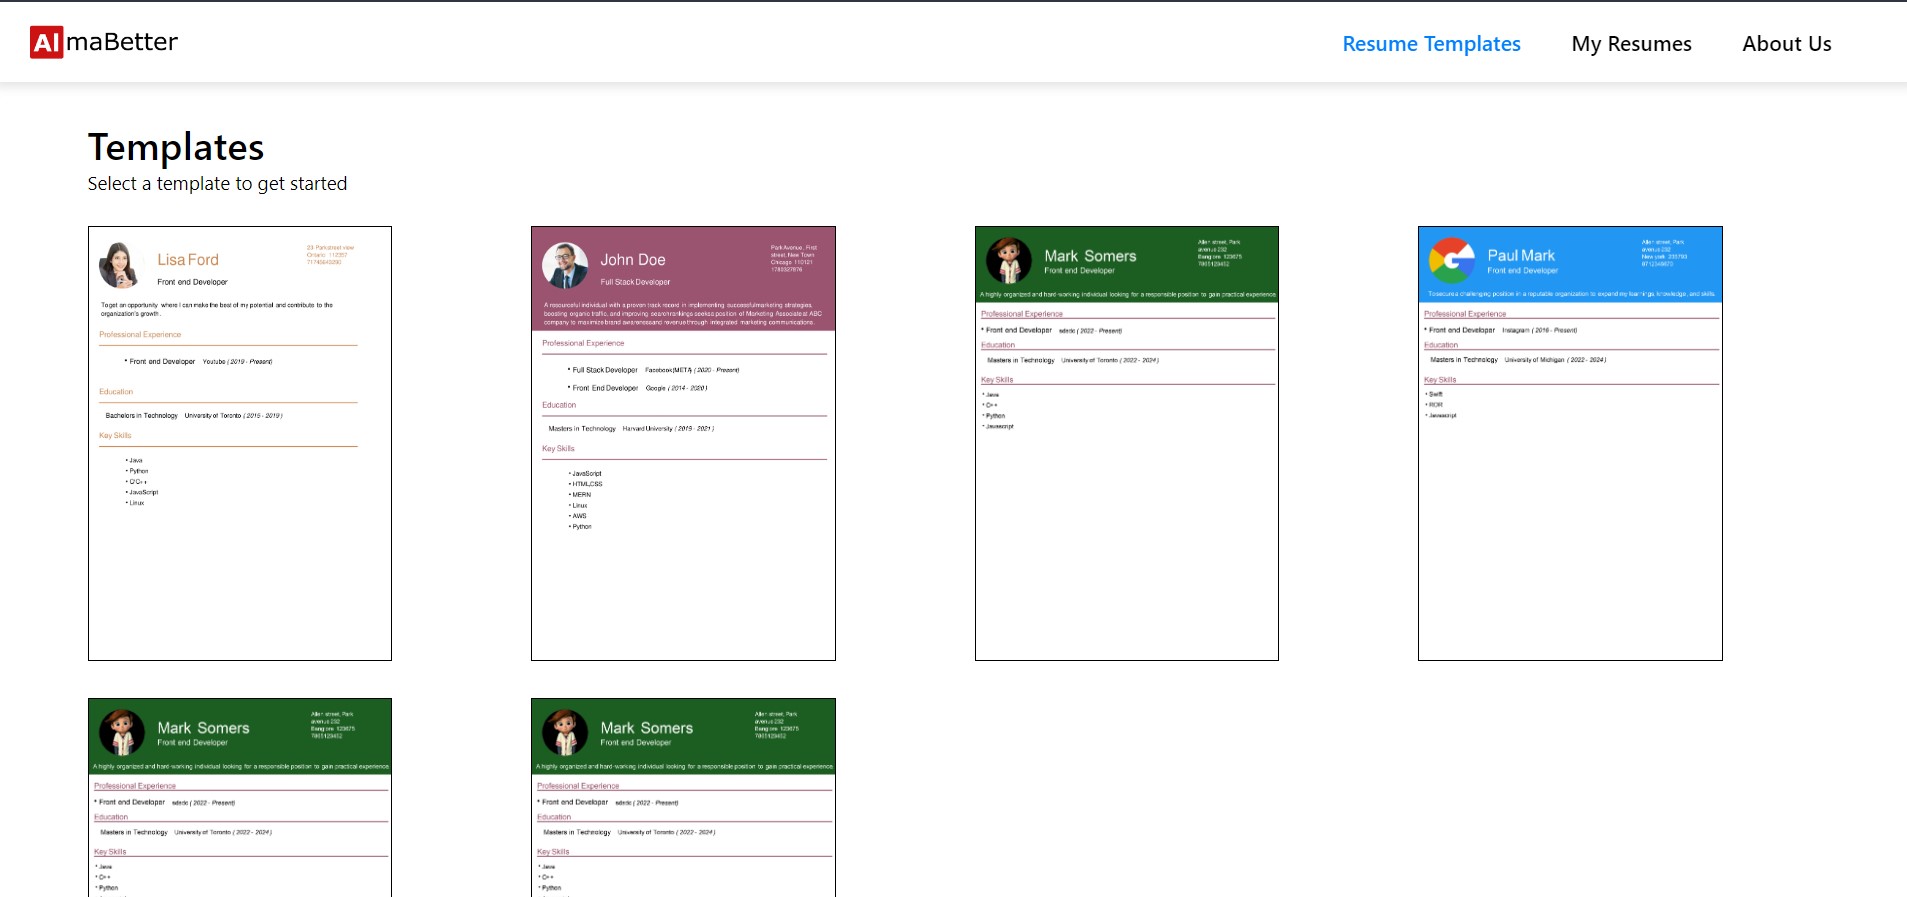 AlmaBetter
Resume Templates
My Resumes
About Us
Templates
Select a template to get started
Lisa Ford
Front end Developer
23 Parkstreet view
Ontario 112357
To get an opportunity where I can make the best of my potential and contribute to the
organization's growth.
Professional Experience
• Front end Developer Youtube ( 2019 - Present)
Education
Bachelors in Technology University of Toronto ( 2015 - 2019 )
Key Skills
• Java
• Python
• C/C++
• JavaScript
• Linux
John Doe
Full Stack Developer
Park Avenue, First
street, New Town
Chicago 110121
1789327876
A resourceful individual with a proven track record in implementing successful marketing strategies,
boosting organic traffic, and improving search rankings seekes position of Marketing Associate at ABC
company to maximize brand awareness and revenue through integrated marketing communications.
Professional Experience
• Full Stack Developer Facebook(META) ( 2020 - Present)
• Front End Developer Google ( 2014 - 2020 )
Education
Masters in Technology Harvard University ( 2019 - 2021 )
Key Skills
• JavaScript
• HTML,CSS
• MERN
• Linux
• AWS
• Python
Mark Somers
Front end Developer
Allen street, Park
avenue 232
Banglore 123675
7865129452
A highly organized and hard-working individual looking for a responsible position to gain practical experience.
Professional Experience
• Front end Developer sdsdc ( 2022 - Present)
Education
Masters in Technology University of Toronto ( 2022 - 2024 )
Key Skills
• Java
• C++
• Python
• Javascript
Paul Mark
Front end Developer
Allen street, Park
avenue 232
New york 233793
9712349870
To secure a challenging position in a reputable organization to expand my learnings, knowledge, and skills.
Professional Experience
• Front end Developer Instagram ( 2016 - Present)
Education
Masters in Technology University of Michigan ( 2022 - 2024 )
Key Skills
• Swift
• ROR
• Javascript
Mark Somers
Front end Developer
Allen street, Park
avenue 232
Banglore 123675
7865129452
A highly organized and hard-working individual looking for a responsible position to gain practical experience.
Professional Experience
• Front end Developer sdsdc ( 2022 - Present)
Education
Masters in Technology University of Toronto ( 2022 - 2024 )
Key Skills
• Java
• C++
• Python
Mark Somers
Front end Developer
Allen street, Park
avenue 232
Banglore 123675
7865129452
A highly organized and hard-working individual looking for a responsible position to gain practical experience.
Professional Experience
• Front end Developer sdsdc ( 2022 - Present)
Education
Masters in Technology University of Toronto ( 2022 - 2024 )
Key Skills
• Java
• C++
• Python